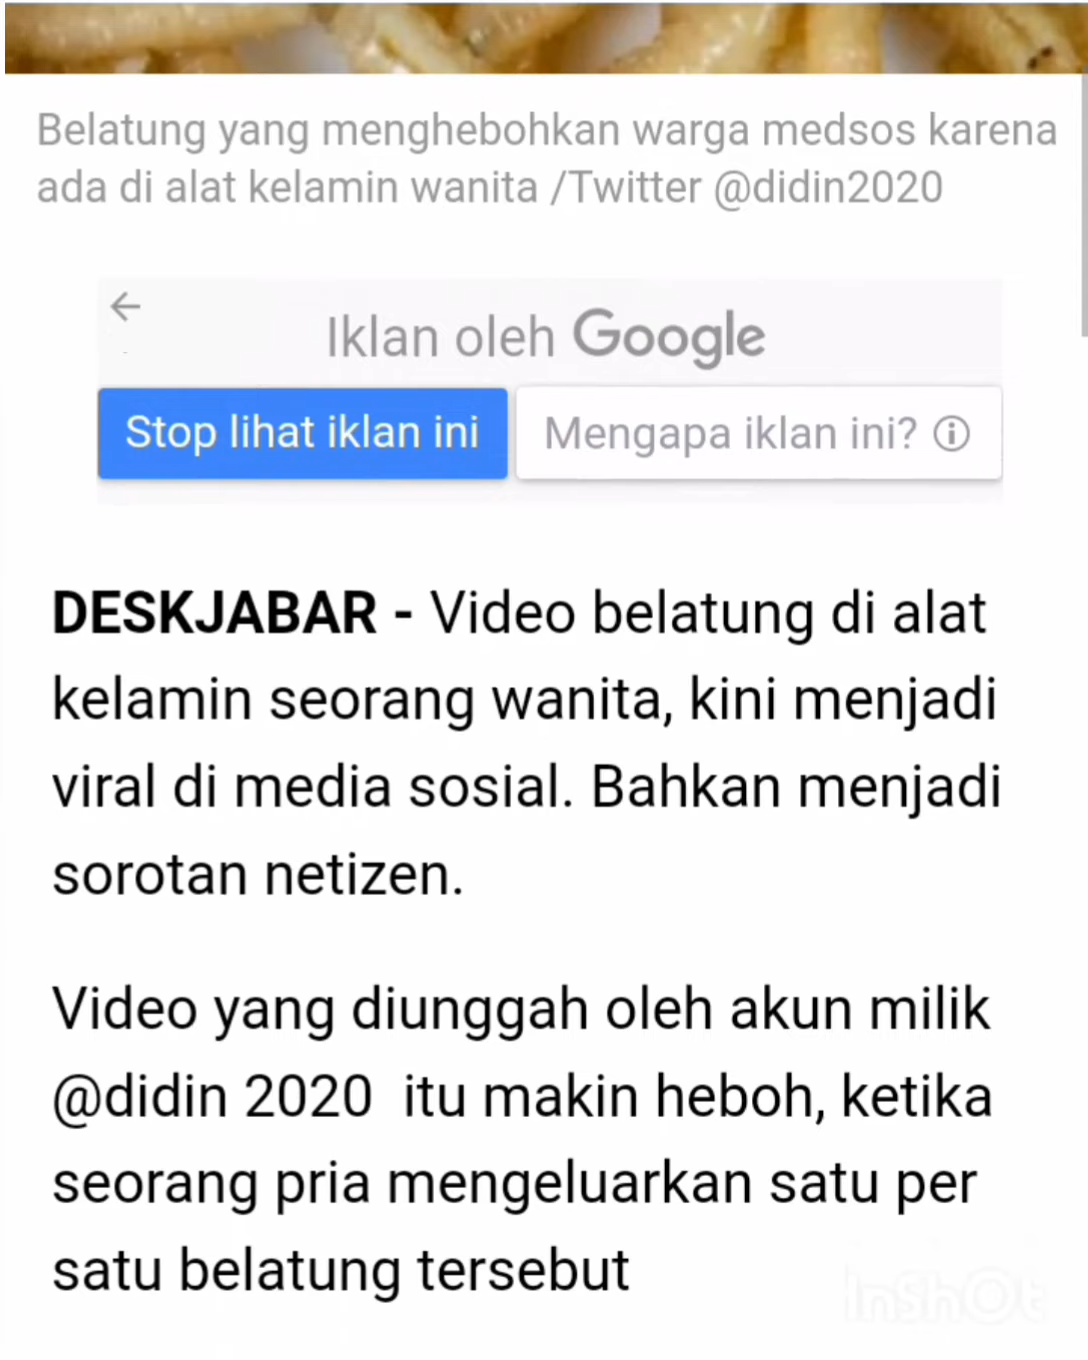 Belatung yang menghebohkan warga medsos karena
ada di alat kelamin wanita /Twitter @didin2020
Iklan oleh Google
Stop lihat iklan ini
Mengapa iklan ini?
DESKJABAR - Video belatung di alat
kelamin seorang wanita, kini menjadi
viral di media sosial. Bahkan menjadi
sorotan netizen.
Video yang diunggah oleh akun milik
@didin 2020 itu makin heboh, ketika
seorang pria mengeluarkan satu per
satu belatung tersebut
InShOt